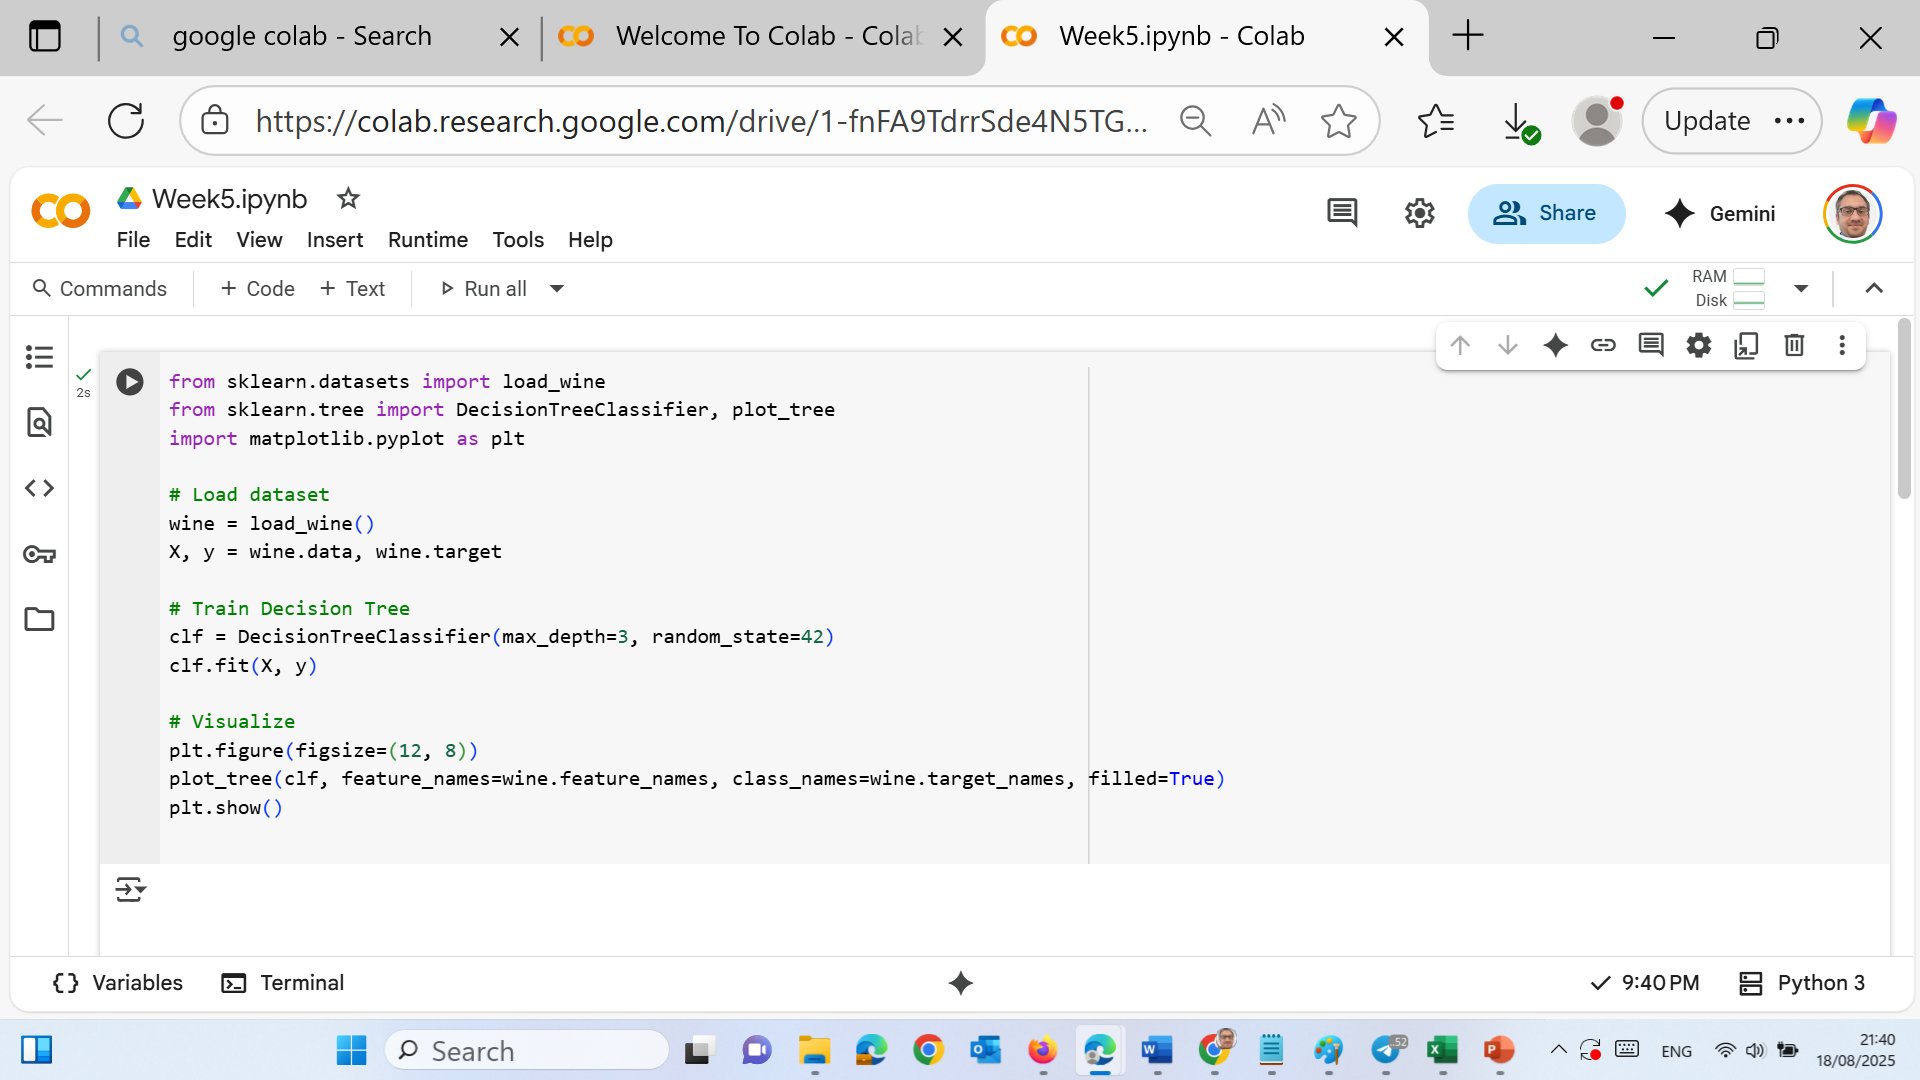 google colab - Search
Welcome To Colab - Colab
Week5.ipynb - Colab
https://colab.research.google.com/drive/1-fnFA9TdrrSde4N5TG...
Update
Week5.ipynb
File Edit View Insert Runtime Tools Help
Share
Gemini
Commands + Code + Text Run all
RAM
Disk
2s
from sklearn.datasets import load_wine
from sklearn.tree import DecisionTreeClassifier, plot_tree
import matplotlib.pyplot as plt
# Load dataset
wine = load_wine()
X, y = wine.data, wine.target
# Train Decision Tree
clf = DecisionTreeClassifier(max_depth=3, random_state=42)
clf.fit(X, y)
# Visualize
plt.figure(figsize=(12, 8))
plot_tree(clf, feature_names=wine.feature_names, class_names=wine.target_names, filled=True)
plt.show()
Variables Terminal
9:40 PM Python 3
Search
.52
ENG
21:40
18/08/2025